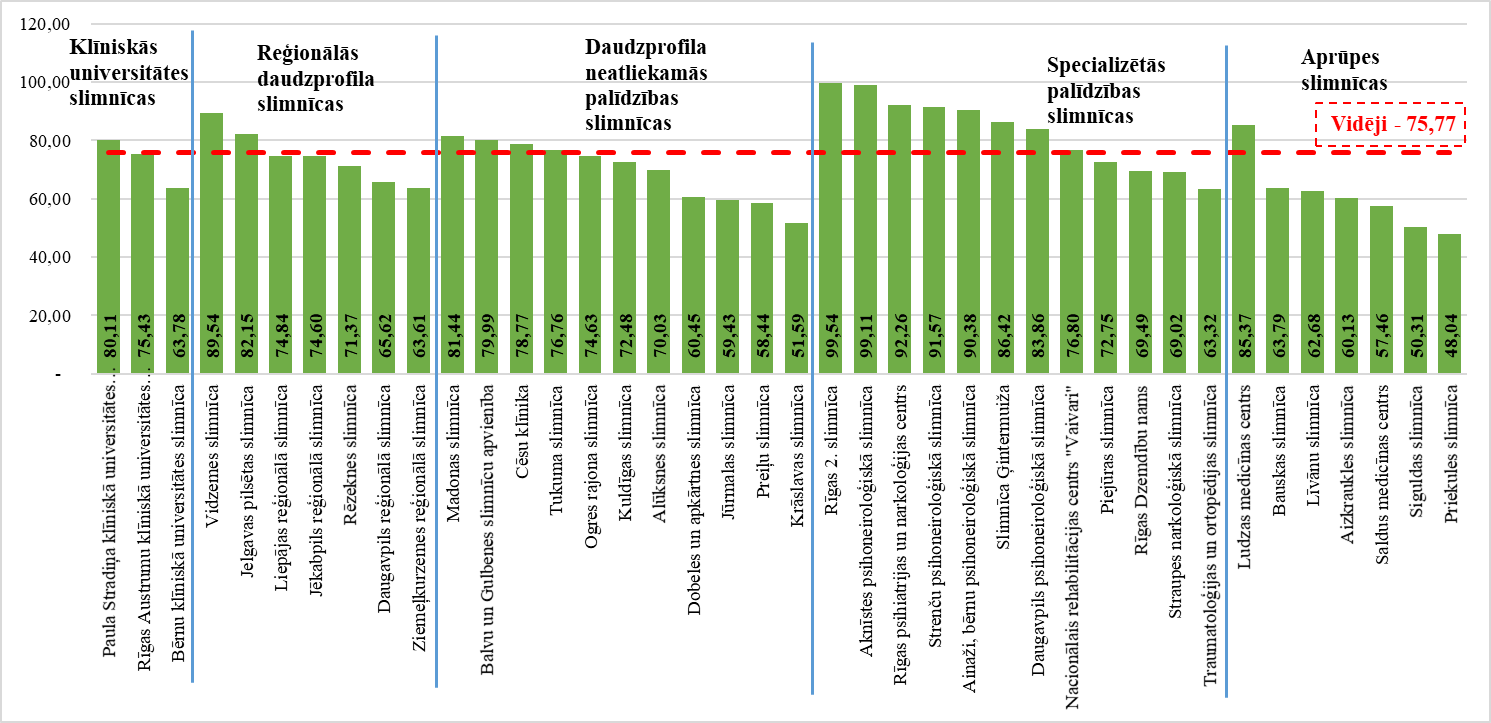 120,00
100,00
80,00
60,00
40,00
20,00
-
Klīniskās
universitātes
slimnīcas
Reģionālās
daudzprofila
slimnīcas
Daudzprofila
neatliekamās
palīdzības
slimnīcas
Specializētās
palīdzības
slimnīcas
Aprūpes
slimnīcas
Vidēji - 75,77
80,11
75,43
63,78
89,54
82,15
74,84
74,60
71,37
65,62
63,61
81,44
79,99
78,77
76,76
74,63
72,48
70,03
60,45
59,43
58,44
51,59
99,54
99,11
92,26
91,57
90,38
86,42
83,86
76,80
72,75
69,49
69,02
63,32
85,37
63,79
62,68
60,13
57,46
50,31
48,04
Paula Stradiņa klīniskā universitātes…
Rīgas Austrumu klīniskā universitātes…
Bērnu klīniskā universitātes slimnīca
Vidzemes slimnīca
Jelgavas pilsētas slimnīca
Liepājas reģionālā slimnīca
Jēkabpils reģionālā slimnīca
Rēzeknes slimnīca
Daugavpils reģionālā slimnīca
Ziemeļkurzemes reģionālā slimnīca
Madonas slimnīca
Balvu un Gulbenes slimnīcu apvienība
Cēsu klīnika
Tukuma slimnīca
Ogres rajona slimnīca
Kuldīgas slimnīca
Alūksnes slimnīca
Dobeles un apkārtnes slimnīca
Jūrmalas slimnīca
Preiļu slimnīca
Krāslavas slimnīca
Rīgas 2. slimnīca
Aknīstes psihoneiroloģiskā slimnīca
Rīgas psihiatrijas un narkoloģijas centrs
Strenču psihoneiroloģiskā slimnīca
Ainaži, bērnu psihoneiroloģiskā slimnīca
Slimnīca Ģintermuiža
Daugavpils psihoneiroloģiskā slimnīca
Nacionālais rehabilitācijas centrs "Vaivari"
Piejūras slimnīca
Rīgas Dzemdību nams
Straupes narkoloģiskā slimnīca
Traumatoloģijas un ortopēdijas slimnīca
Ludzas medicīnas centrs
Bauskas slimnīca
Līvānu slimnīca
Aizkraukles slimnīca
Saldus medicīnas centrs
Siguldas slimnīca
Priekules slimnīca